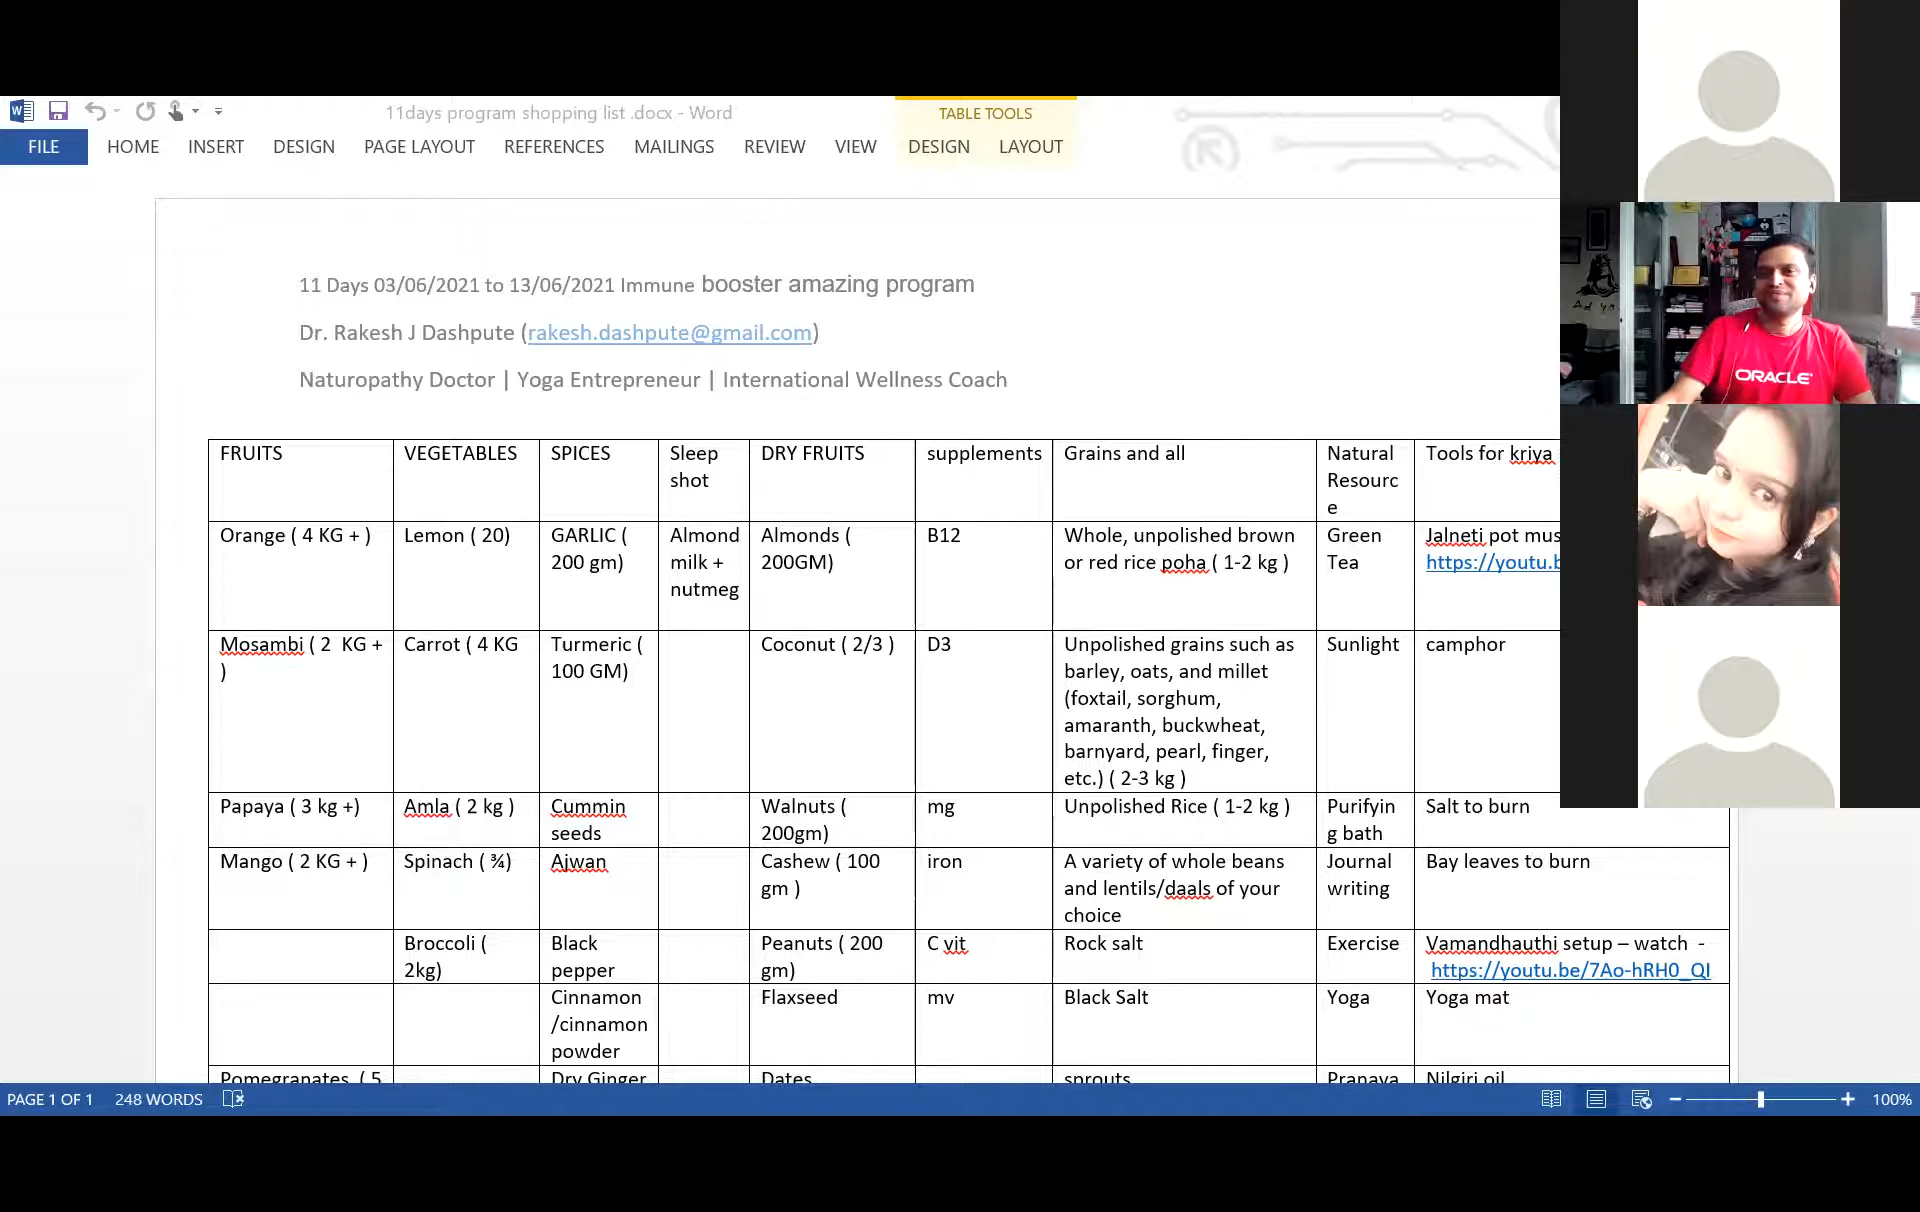 11days program shopping list .docx - Word
TABLE TOOLS
FILE HOME INSERT DESIGN PAGE LAYOUT REFERENCES MAILINGS REVIEW VIEW DESIGN LAYOUT
11 Days 03/06/2021 to 13/06/2021 Immune booster amazing program
Dr. Rakesh J Dashpute (rakesh.dashpute@gmail.com)
Naturopathy Doctor | Yoga Entrepreneur | International Wellness Coach
ORACLE
FRUITS VEGETABLES SPICES Sleep DRY FRUITS supplements Grains and all Natural Tools for kriya
shot Resourc
e
Orange ( 4 KG + ) Lemon ( 20) GARLIC ( Almond Almonds ( B12 Whole, unpolished brown Green Jalneti pot mus
200 gm) milk + 200GM) or red rice poha ( 1-2 kg ) Tea https://youtu.b
nutmeg
Mosambi ( 2 KG + Carrot ( 4 KG Turmeric ( Coconut ( 2/3 ) D3 Unpolished grains such as Sunlight camphor
) 100 GM) barley, oats, and millet
(foxtail, sorghum,
amaranth, buckwheat,
barnyard, pearl, finger,
etc.) ( 2-3 kg )
Papaya ( 3 kg +) Amla ( 2 kg ) Cummin Walnuts ( mg Unpolished Rice ( 1-2 kg ) Purifyin Salt to burn
seeds 200gm) g bath
Mango ( 2 KG + ) Spinach ( ¾) Ajwan Cashew ( 100 iron A variety of whole beans Journal Bay leaves to burn
gm ) and lentils/daals of your writing
choice
Broccoli ( Black Peanuts ( 200 C vit Rock salt Exercise Vamandhauthi setup – watch -
2kg) pepper gm) https://youtu.be/7Ao-hRH0_QI
Cinnamon Flaxseed mv Black Salt Yoga Yoga mat
/cinnamon
powder
Pomegranates ( 5 Dry Ginger Dates sprouts Pranaya Nilgiri oil
PAGE 1 OF 1 248 WORDS 100%